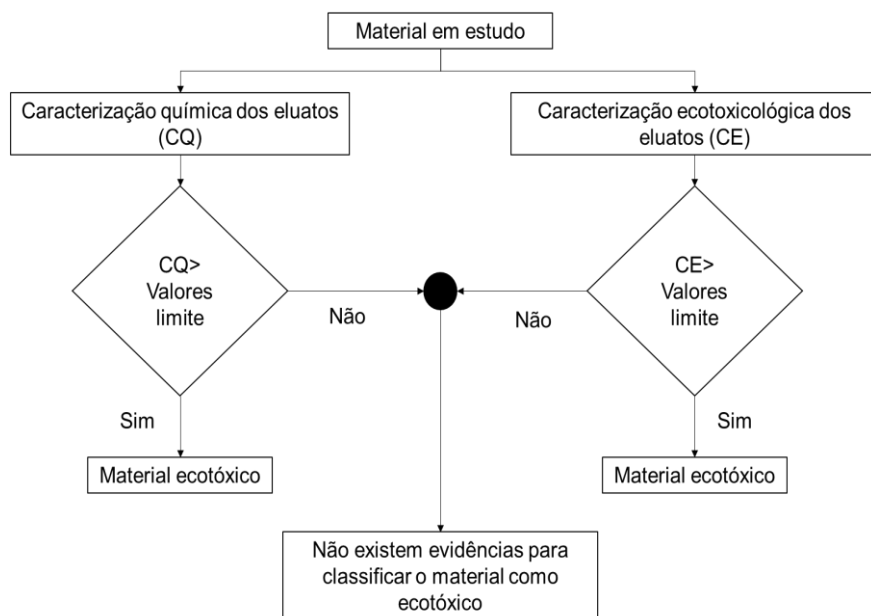 Material em estudo
Caracterização química dos eluatos
(CQ)
Caracterização ecotoxicológica dos
eluatos (CE)
CQ>
Valores
limite
CE>
Valores
limite
Não
Não
Sim
Sim
Material ecotóxico
Material ecotóxico
Não existem evidências para
classificar o material como
ecotóxico